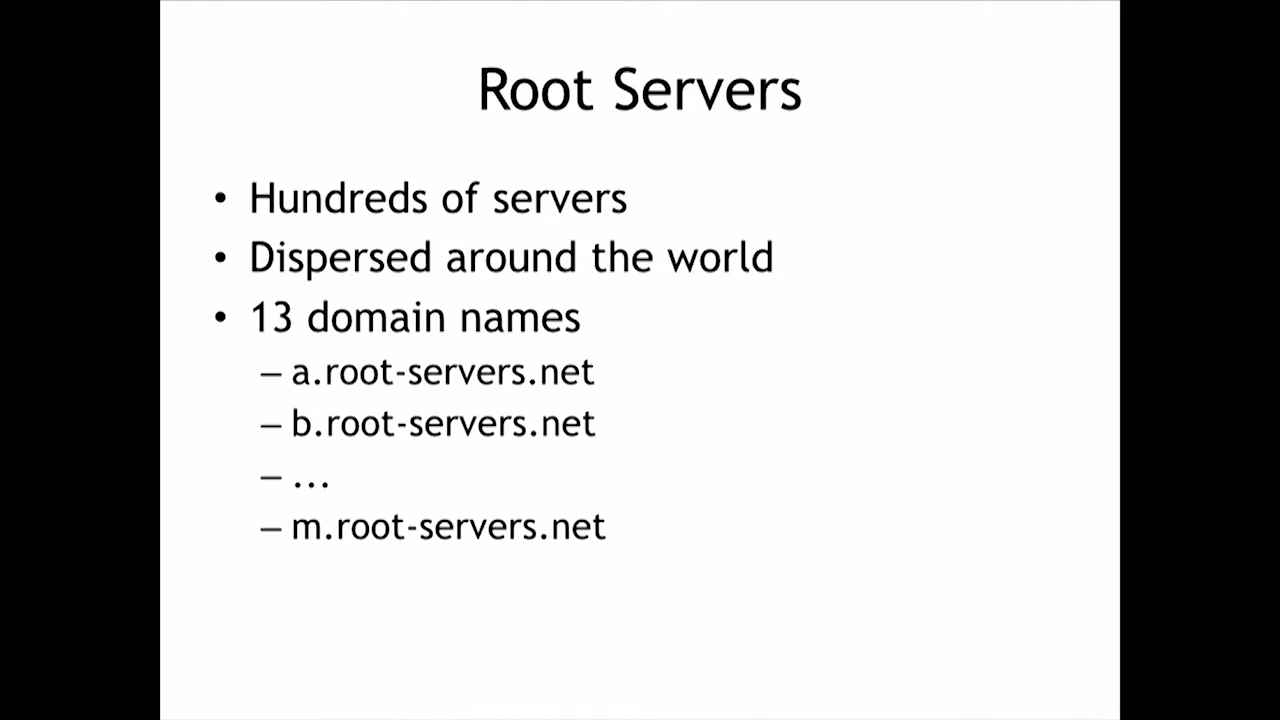 Root Servers
• Hundreds of servers
• Dispersed around the world
• 13 domain names
– a.root-servers.net
– b.root-servers.net
– ...
– m.root-servers.net